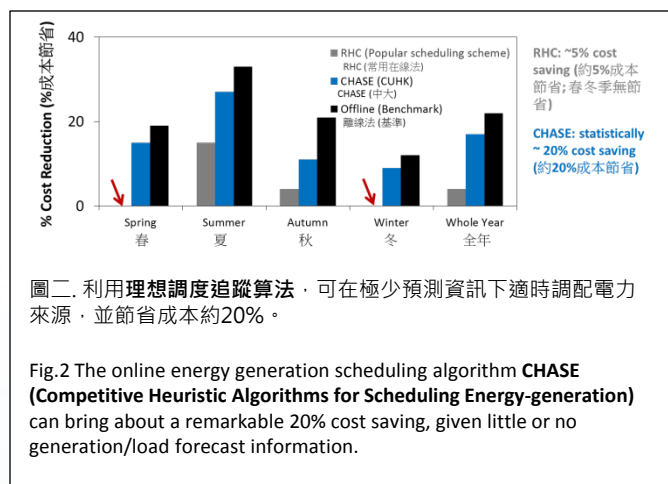 40
20
0
% Cost Reduction (%成本節省)
RHC (Popular scheduling scheme)
RHC (常用在線法)
CHASE (CUHK)
CHASE (中大)
Offline (Benchmark)
離線法 (基準)
Spring
春
Summer
夏
Autumn
秋
Winter
冬
Whole Year
全年
RHC: ~5% cost
saving (約5%成本
節省; 春冬季無節
省)
CHASE: statistically
~ 20% cost saving
(約20%成本節省)
圖二. 利用理想調度追蹤算法，可在極少預測資訊下適時調配電力
來源，並節省成本約20%。
Fig.2 The online energy generation scheduling algorithm CHASE
(Competitive Heuristic Algorithms for Scheduling Energy-generation)
can bring about a remarkable 20% cost saving, given little or no
generation/load forecast information.